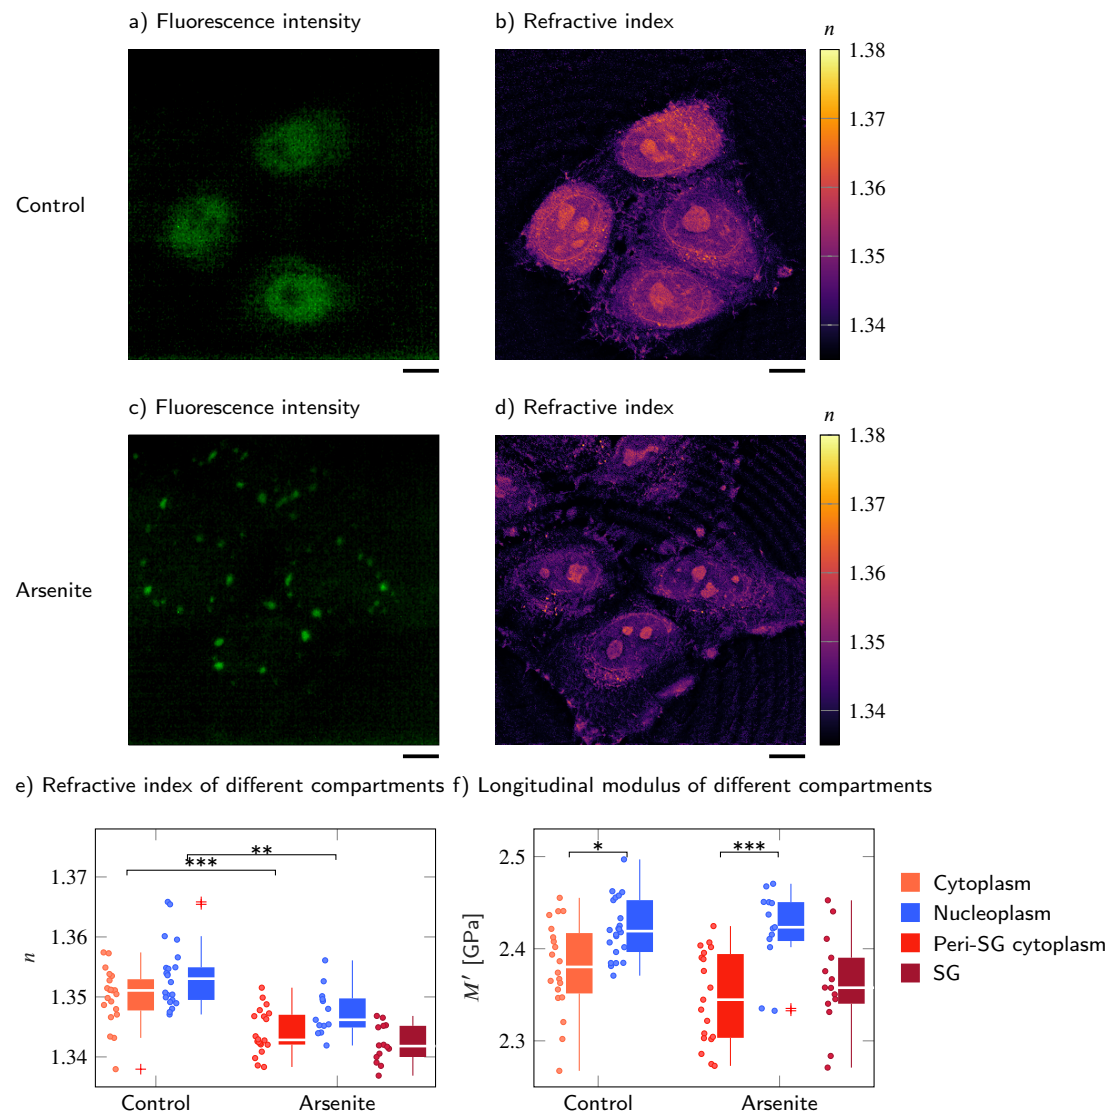 a) Fluorescence intensity
b) Refractive index
n
1.38
1.37
1.36
1.35
1.34
Control
c) Fluorescence intensity
d) Refractive index
n
1.38
1.37
1.36
1.35
1.34
Arsenite
e) Refractive index of different compartments
f) Longitudinal modulus of different compartments
n
1.37
1.36
1.35
1.34
***
**
Control
Arsenite
M′ [GPa]
2.5
2.4
2.3
*
***
Control
Arsenite
Cytoplasm
Nucleoplasm
Peri-SG cytoplasm
SG